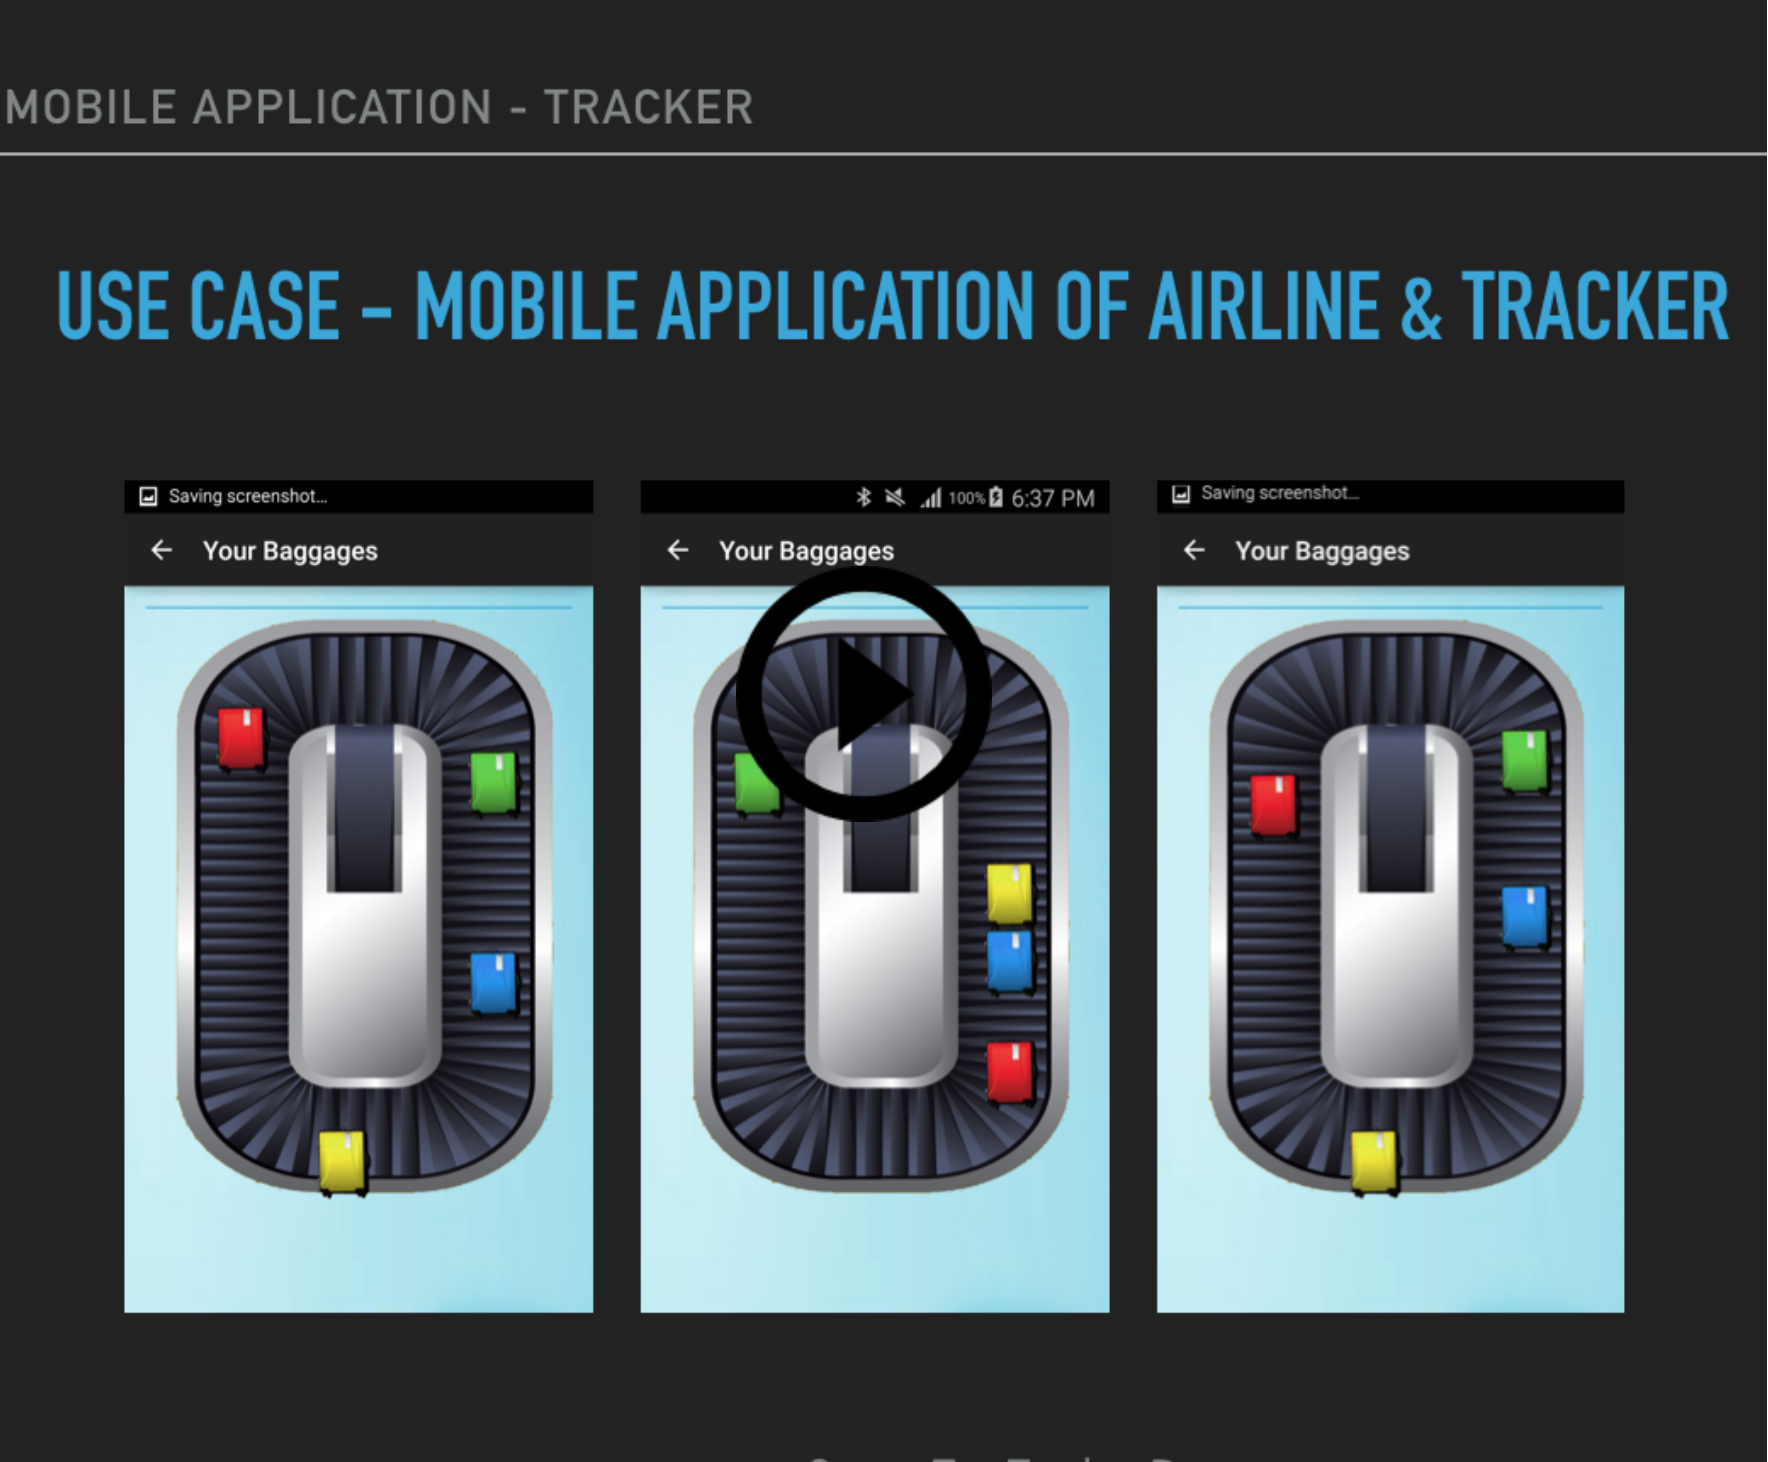 MOBILE APPLICATION - TRACKER
USE CASE - MOBILE APPLICATION OF AIRLINE & TRACKER
Saving screenshot...
Your Baggages
100% 6:37 PM
Your Baggages
Saving screenshot...
Your Baggages